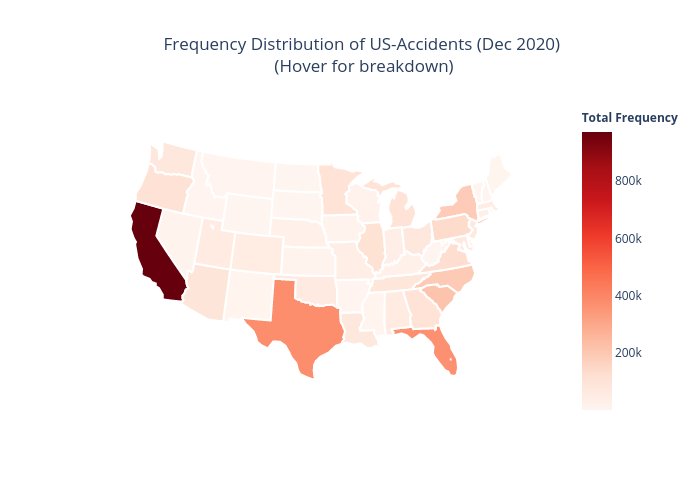 Frequency Distribution of US-Accidents (Dec 2020)
(Hover for breakdown)
Total Frequency
800k
600k
400k
200k